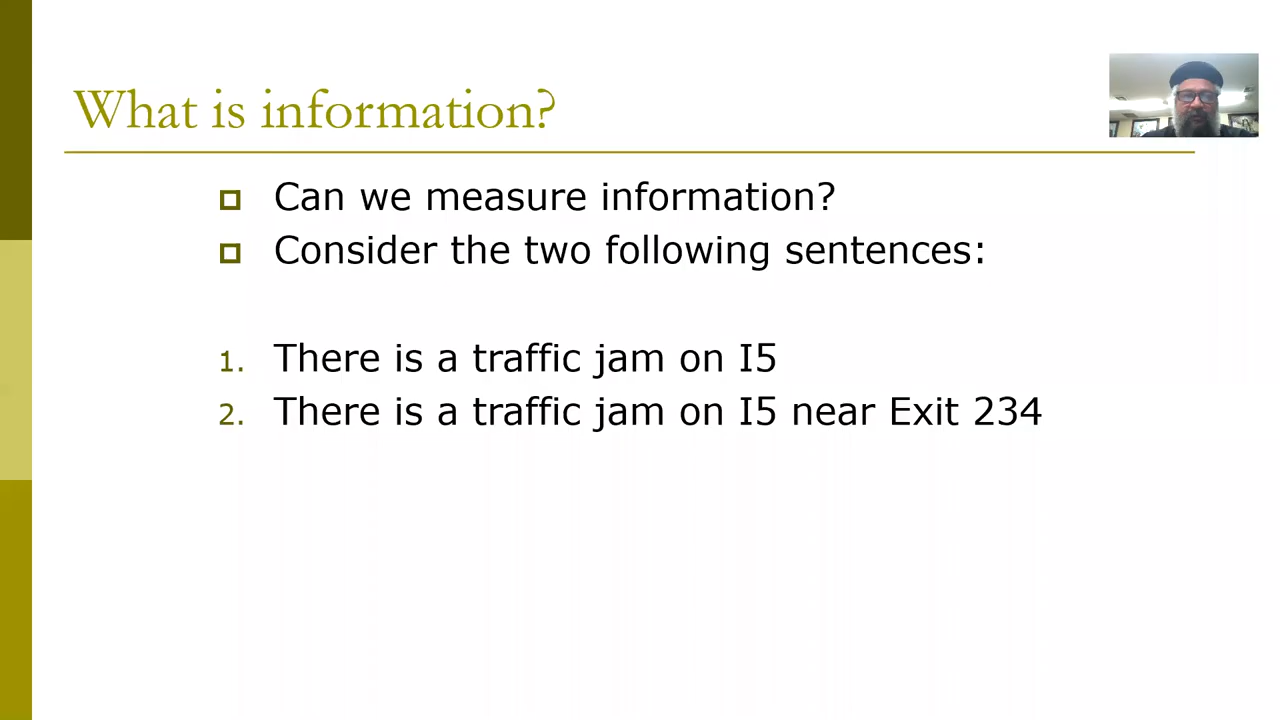 What is information?
Can we measure information?
Consider the two following sentences:
1. There is a traffic jam on I5
2. There is a traffic jam on I5 near Exit 234